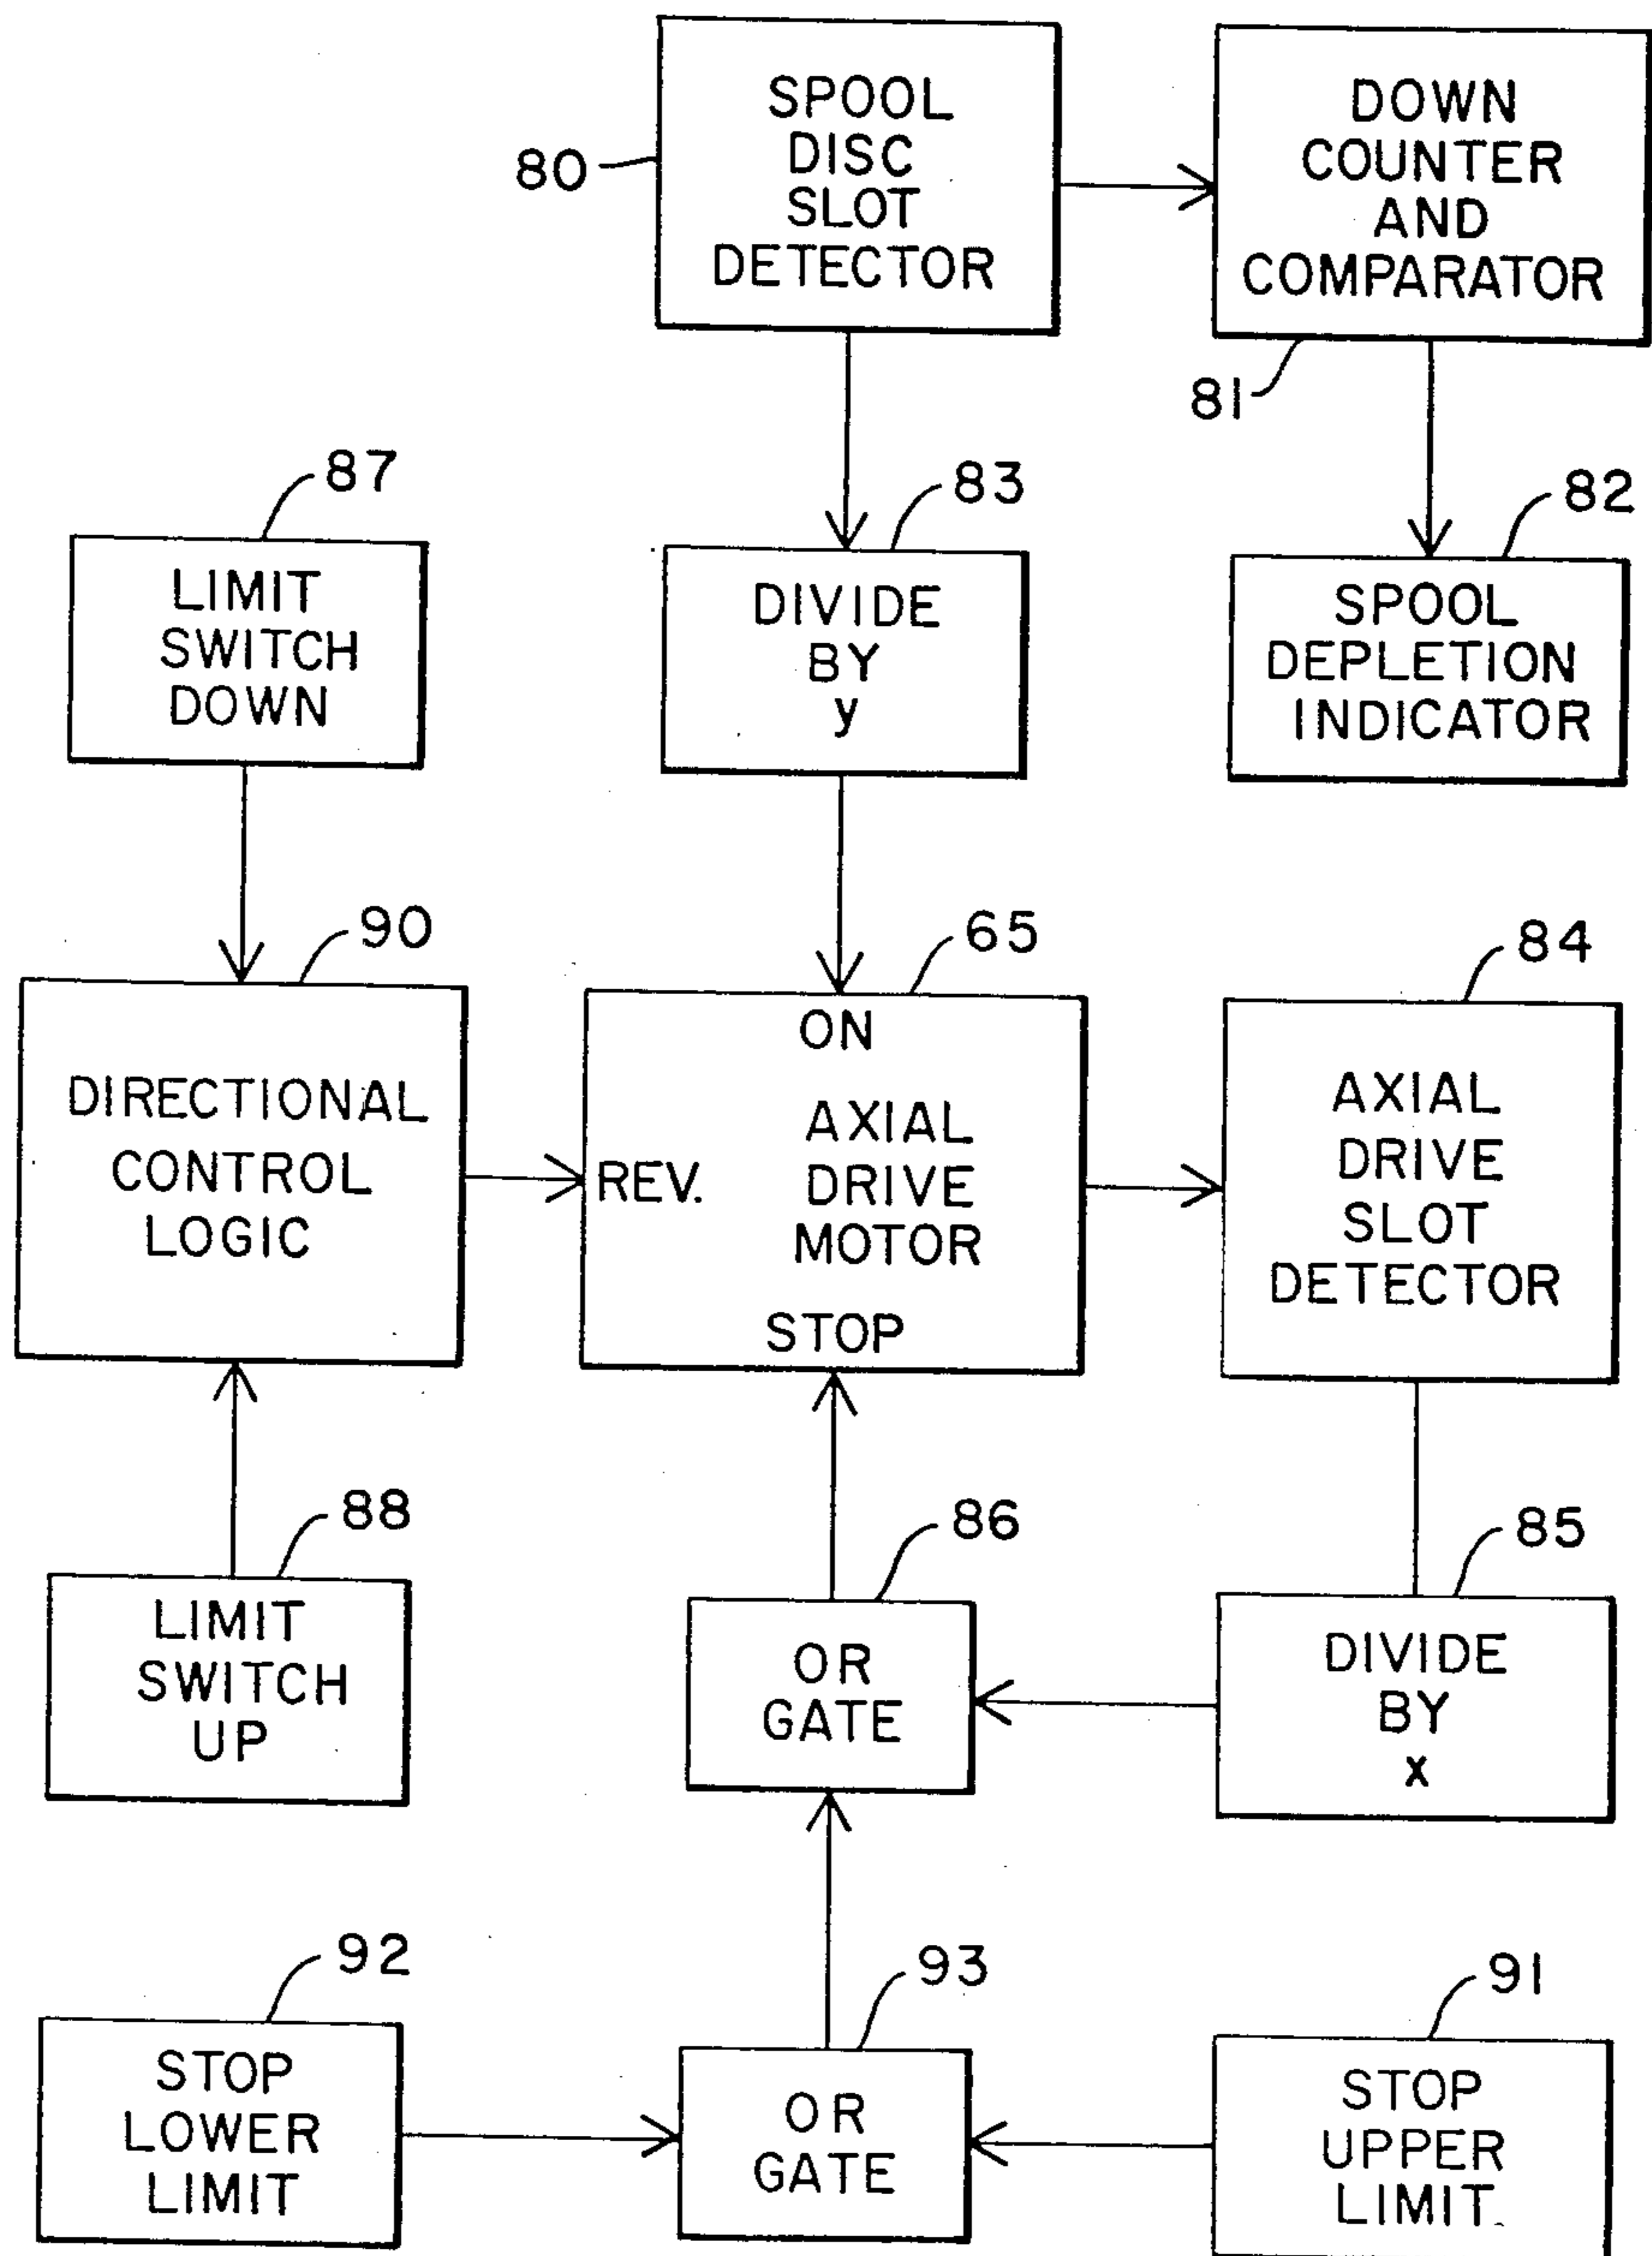 SPOOL
DISC
SLOT
DETECTOR
80
DOWN
COUNTER
AND
COMPARATOR
81
87
LIMIT
SWITCH
DOWN
83
DIVIDE
BY
y
82
SPOOL
DEPLETION
INDICATOR
90
DIRECTIONAL
CONTROL
LOGIC
65
ON
REV.
AXIAL
DRIVE
MOTOR
STOP
84
AXIAL
DRIVE
SLOT
DETECTOR
88
LIMIT
SWITCH
UP
86
OR
GATE
85
DIVIDE
BY
x
92
STOP
LOWER
LIMIT
93
OR
GATE
91
STOP
UPPER
LIMIT